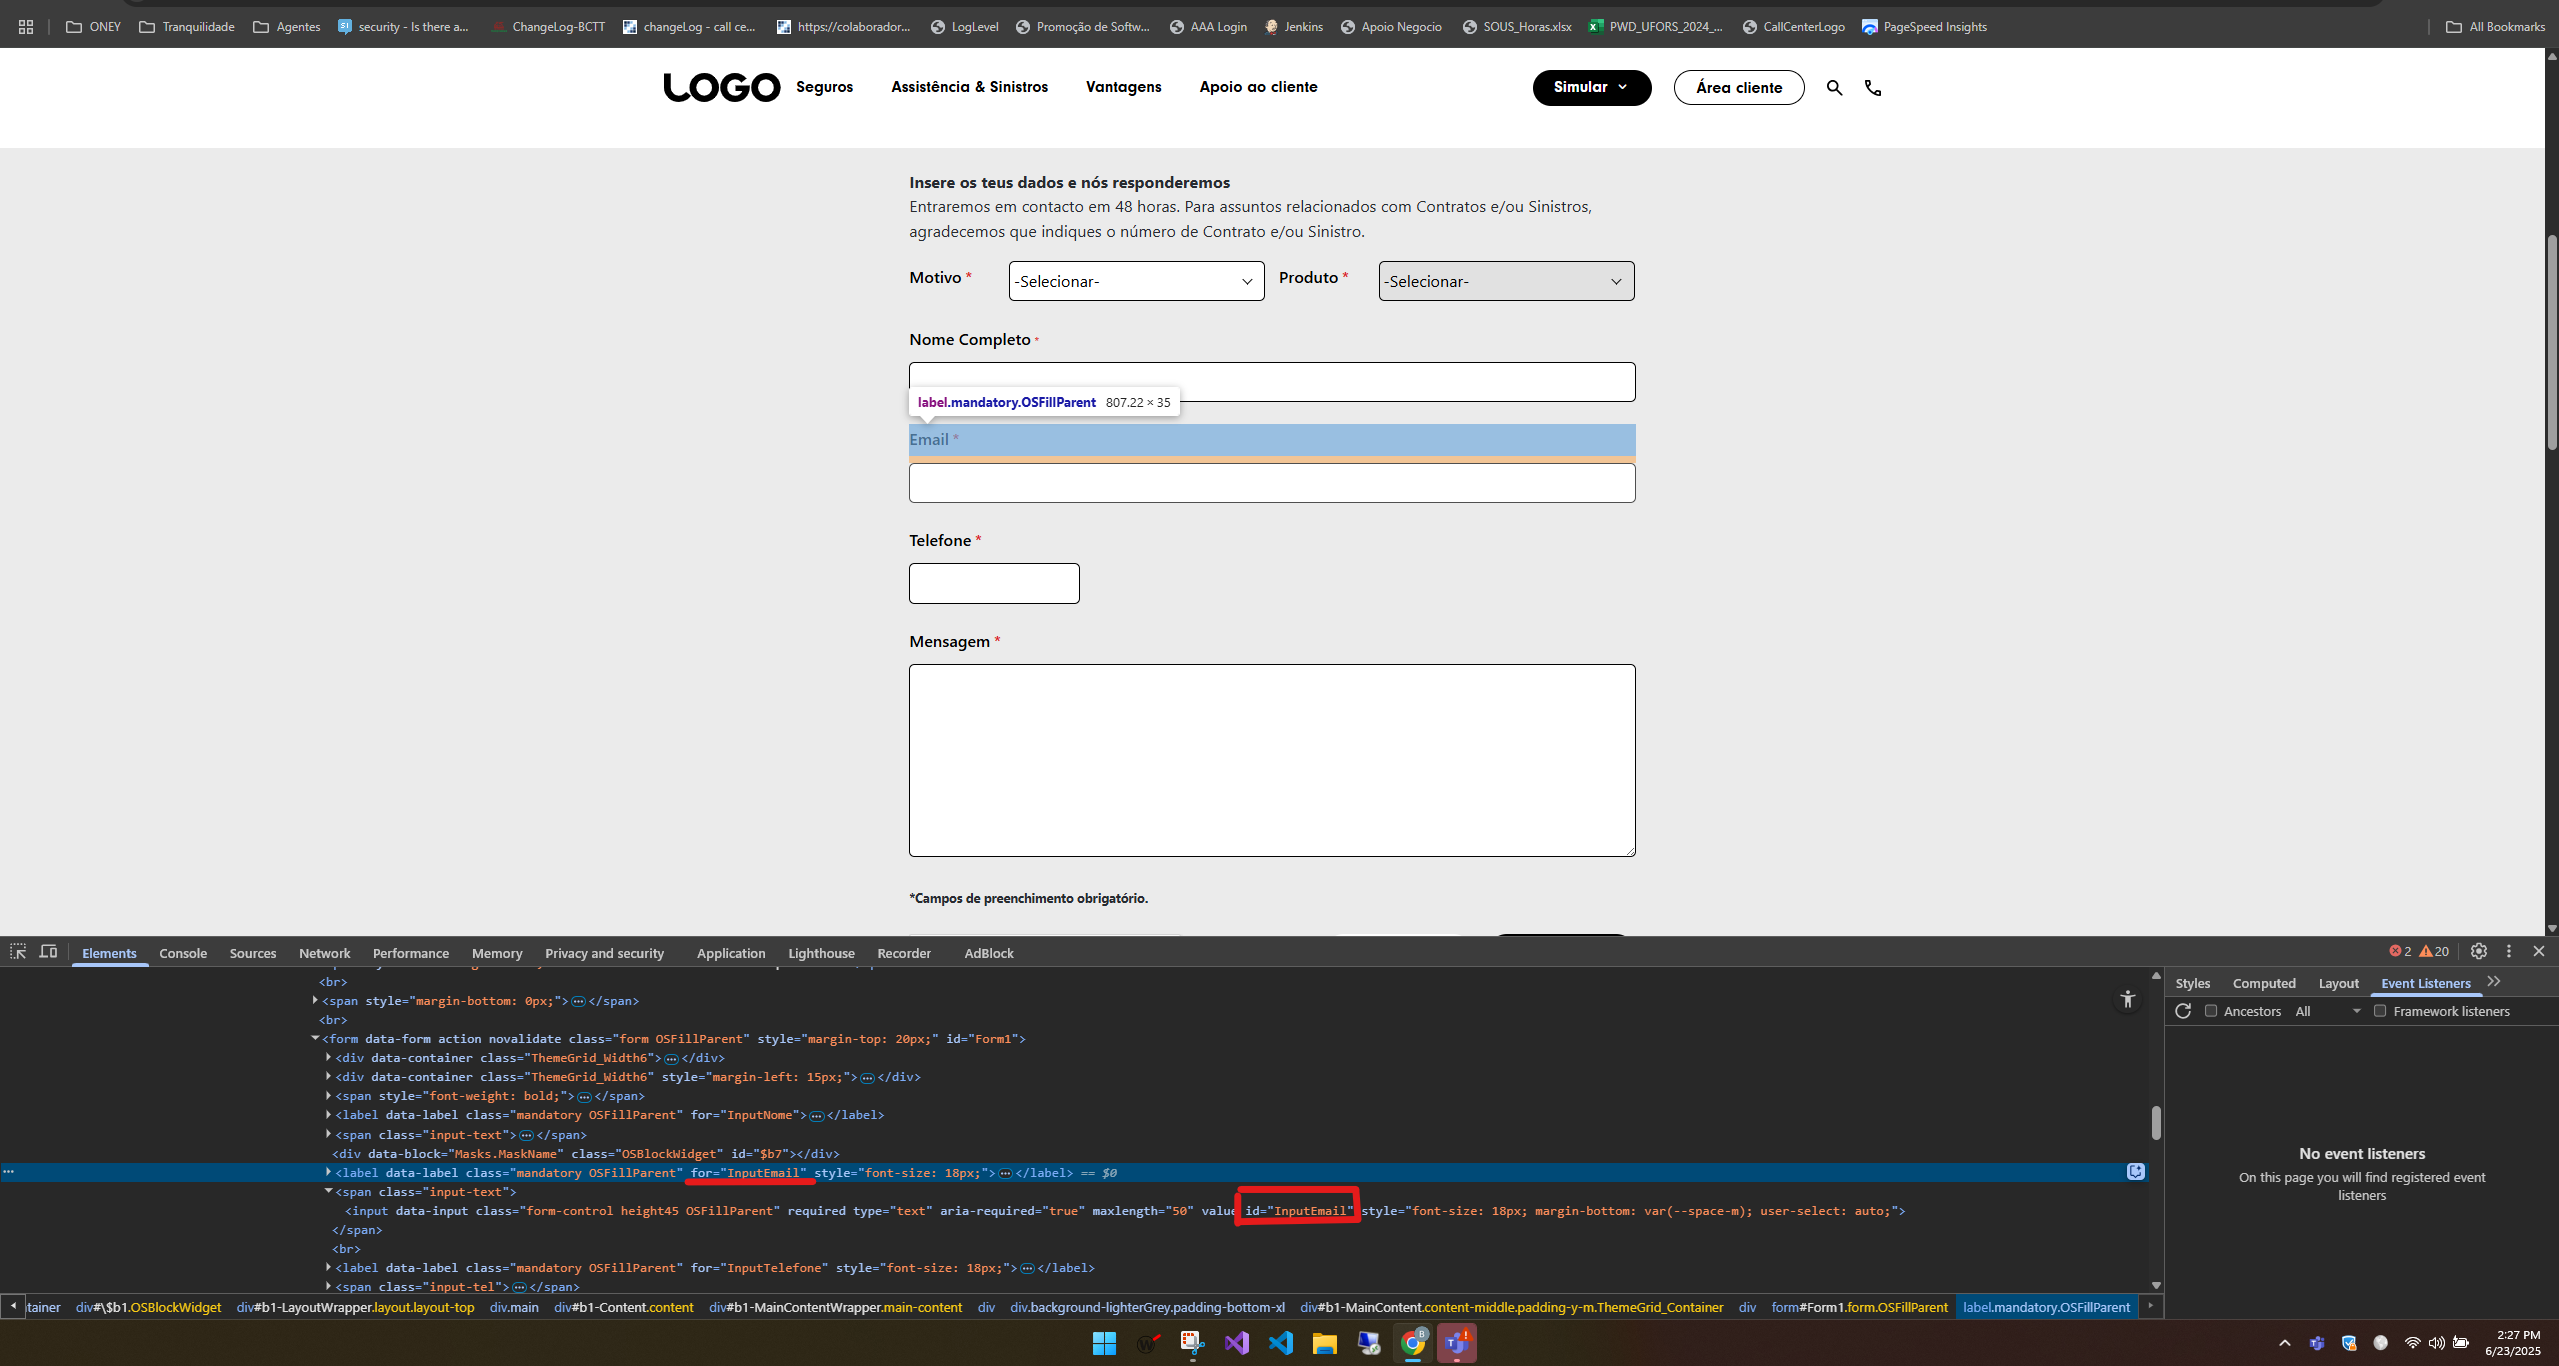 ONEY Tranquilidade Agentes security - Is there a... ChangeLog-BCTT changeLog - call ce... https://colaborador... LogLevel Promoção de Softw... AAA Login Jenkins Apoio Negocio SOUS_Horas.xlsx PWD_UFORS_2024_... CallCenterLogo PageSpeed Insights All Bookmarks
LOGO Seguros Assistência & Sinistros Vantagens Apoio ao cliente Simular Área cliente
Insere os teus dados e nós responderemos
Entraremos em contacto em 48 horas. Para assuntos relacionados com Contratos e/ou Sinistros,
agradecemos que indiques o número de Contrato e/ou Sinistro.
Motivo * -Selecionar- Produto * -Selecionar-
Nome Completo *
label.mandatory.OSFillParent 807.22 × 35
Email *
Telefone *
Mensagem *
*Campos de preenchimento obrigatório.
Elements Console Sources Network Performance Memory Privacy and security Application Lighthouse Recorder AdBlock 2 20
<br>
<span style="margin-bottom: 0px;">…</span>
<br>
<form data-form action novalidate class="form OSFillParent" style="margin-top: 20px;" id="Form1">
<div data-container class="ThemeGrid_Width6">…</div>
<div data-container class="ThemeGrid_Width6" style="margin-left: 15px;">…</div>
<span style="font-weight: bold;">…</span>
<label data-label class="mandatory OSFillParent" for="InputNome">…</label>
<span class="input-text">…</span>
<div data-block="Masks.MaskName" class="OSBlockWidget" id="$b7"></div>
<label data-label class="mandatory OSFillParent" for="InputEmail" style="font-size: 18px;">…</label> == $0
<span class="input-text">
<input data-input class="form-control height45 OSFillParent" required type="text" aria-required="true" maxlength="50" value id="InputEmail" style="font-size: 18px; margin-bottom: var(--space-m); user-select: auto;">
</span>
<br>
<label data-label class="mandatory OSFillParent" for="InputTelefone" style="font-size: 18px;">…</label>
<span class="input-tel">…</span>
Styles Computed Layout Event Listeners
Ancestors All Framework listeners
No event listeners
On this page you will find registered event
listeners
tainer div#\$b1.OSBlockWidget div#b1-LayoutWrapper.layout.layout-top div.main div#b1-Content.content div#b1-MainContentWrapper.main-content div div.background-lighterGrey.padding-bottom-xl div#b1-MainContent.content-middle.padding-y-m.ThemeGrid_Container div form#Form1.form.OSFillParent label.mandatory.OSFillParent
2:27 PM
6/23/2025